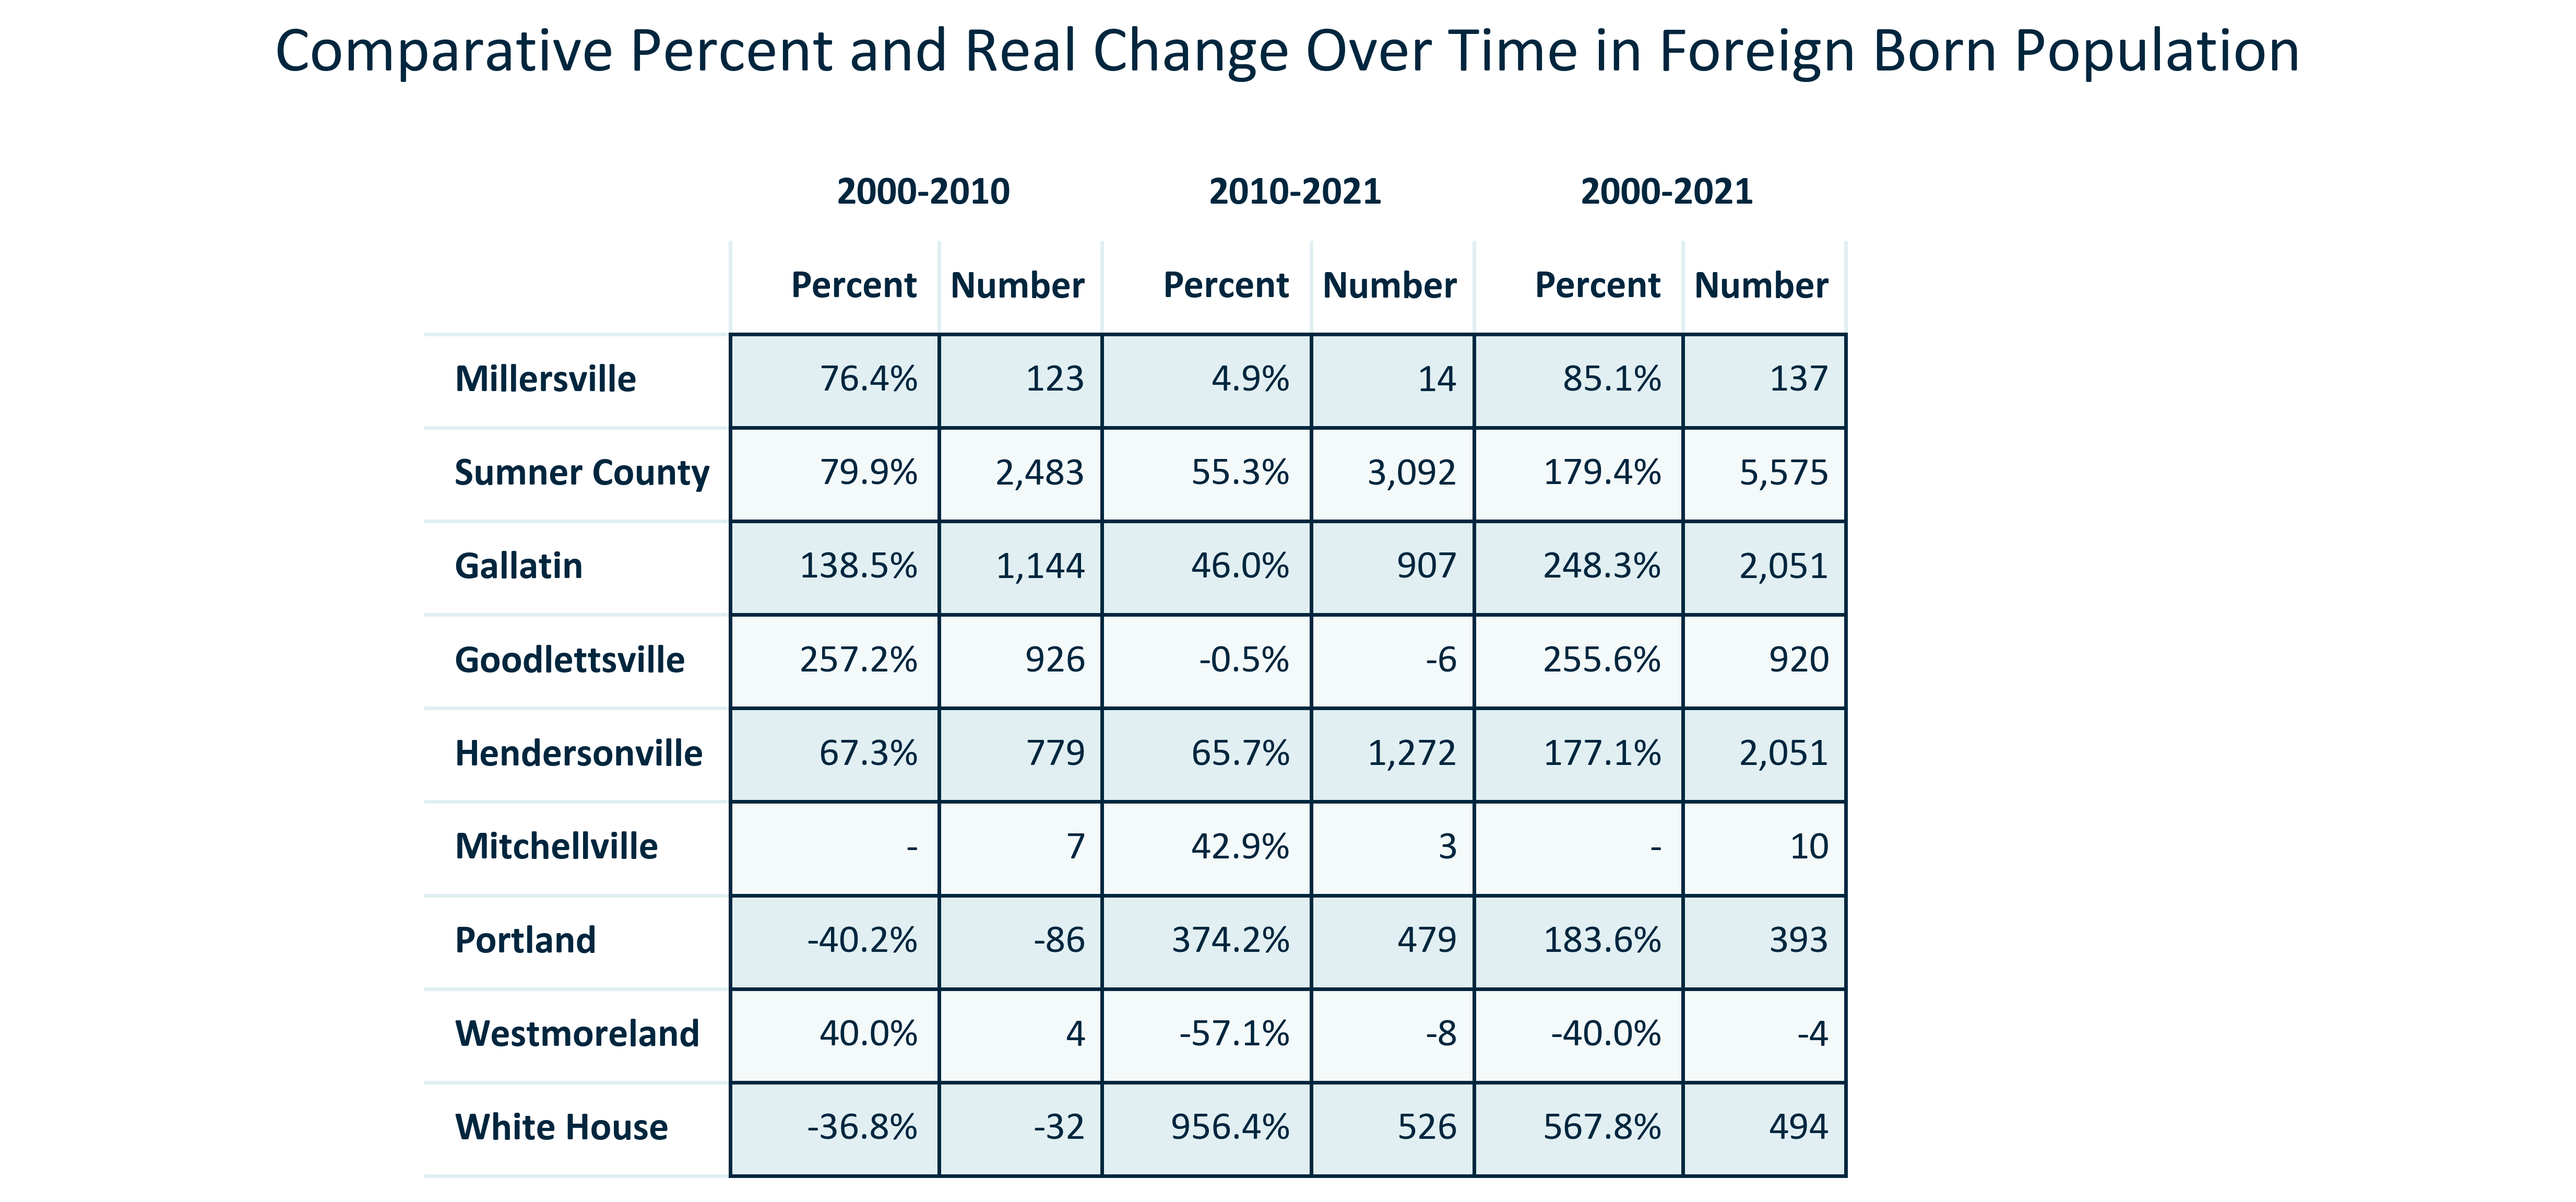 Comparative Percent and Real Change Over Time in Foreign Born Population
2000-2010 2010-2021 2000-2021
Percent Number Percent Number Percent Number
Millersville 76.4% 123 4.9% 14 85.1% 137
Sumner County 79.9% 2,483 55.3% 3,092 179.4% 5,575
Gallatin 138.5% 1,144 46.0% 907 248.3% 2,051
Goodlettsville 257.2% 926 -0.5% -6 255.6% 920
Hendersonville 67.3% 779 65.7% 1,272 177.1% 2,051
Mitchellville - 7 42.9% 3 - 10
Portland -40.2% -86 374.2% 479 183.6% 393
Westmoreland 40.0% 4 -57.1% -8 -40.0% -4
White House -36.8% -32 956.4% 526 567.8% 494